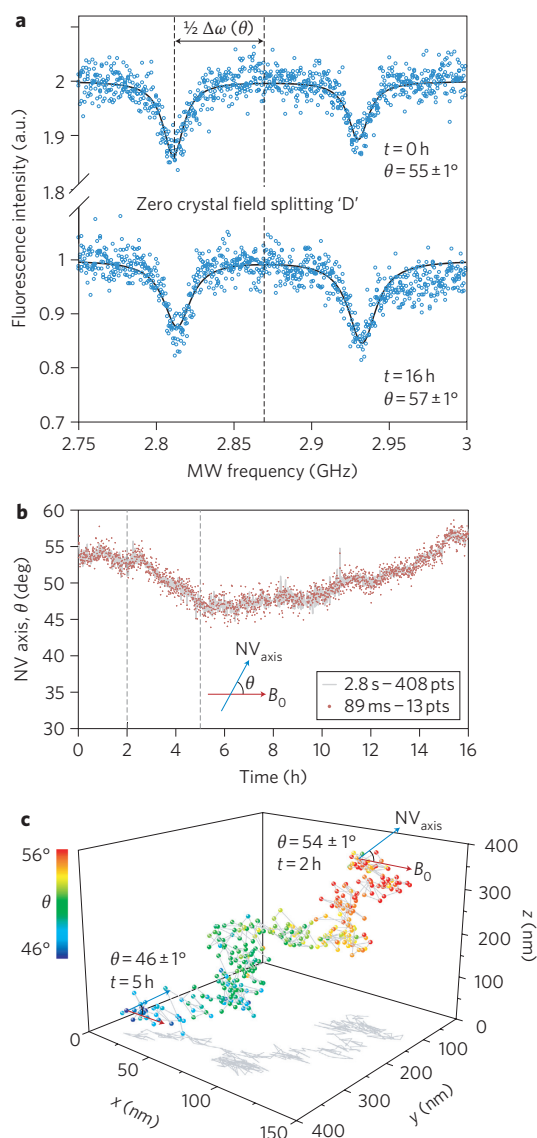 a
½ Δω (θ)
2
1.9
1.8
1
0.9
0.8
0.7
Fluorescence intensity (a.u.)
t = 0 h
θ = 55 ± 1°
Zero crystal field splitting 'D'
t = 16 h
θ = 57 ± 1°
2.75 2.8 2.85 2.9 2.95 3
MW frequency (GHz)
b
60
55
50
45
40
35
30
NV axis, θ (deg)
NVaxis
θ
B0
2.8 s – 408 pts
89 ms – 13 pts
0 2 4 6 8 10 12 14 16
Time (h)
c
56°
θ
46°
θ = 54 ± 1°
t = 2 h
NVaxis
B0
θ = 46 ± 1°
t = 5 h
400
300
200
100
0
z (nm)
0
50
100
150
x (nm)
100
200
300
400
y (nm)